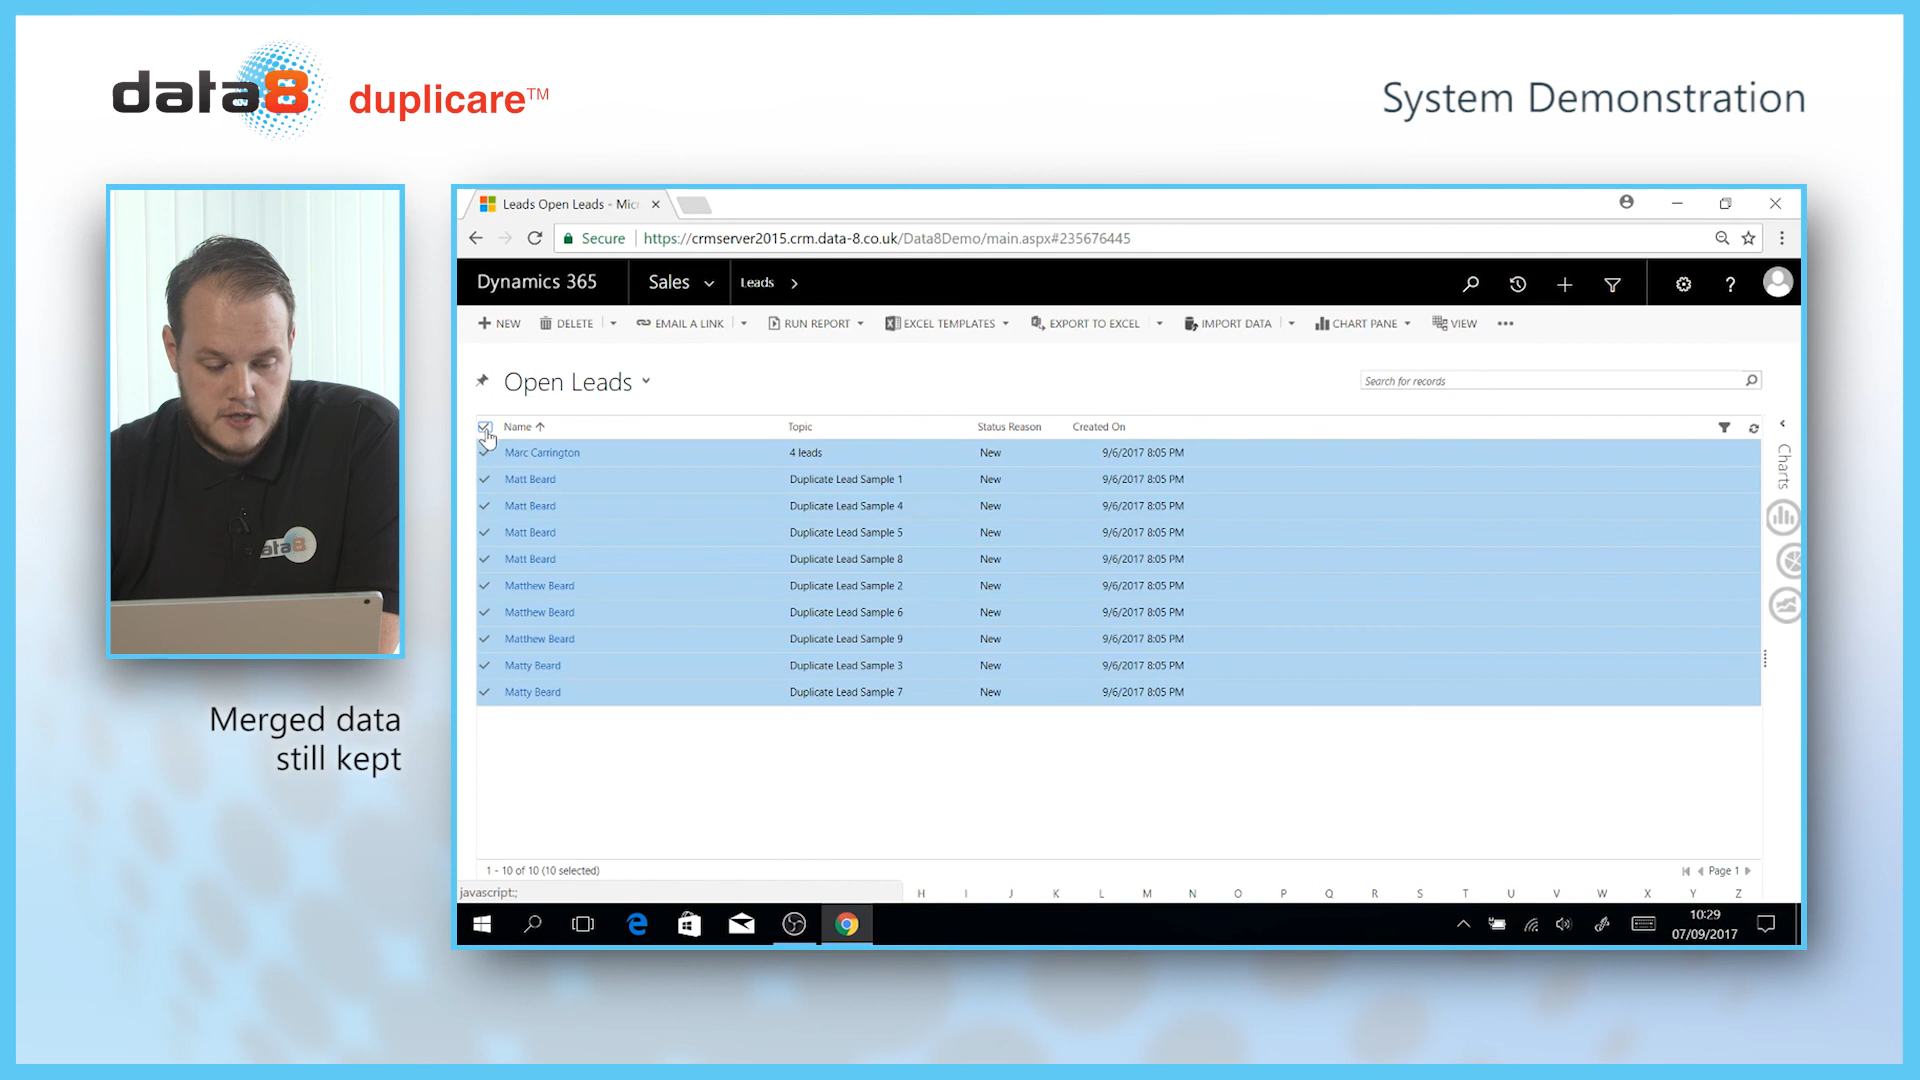 data8 duplicare™
System Demonstration
Leads Open Leads - Micr
Secure https://crmserver2015.crm.data-8.co.uk/Data8Demo/main.aspx#235676445
Dynamics 365 Sales Leads
NEW DELETE EMAIL A LINK RUN REPORT EXCEL TEMPLATES EXPORT TO EXCEL IMPORT DATA CHART PANE VIEW
Open Leads
Search for records
Name Topic Status Reason Created On
Marc Carrington 4 leads New 9/6/2017 8:05 PM
Matt Beard Duplicate Lead Sample 1 New 9/6/2017 8:05 PM
Matt Beard Duplicate Lead Sample 4 New 9/6/2017 8:05 PM
Matt Beard Duplicate Lead Sample 5 New 9/6/2017 8:05 PM
Matt Beard Duplicate Lead Sample 8 New 9/6/2017 8:05 PM
Matthew Beard Duplicate Lead Sample 2 New 9/6/2017 8:05 PM
Matthew Beard Duplicate Lead Sample 6 New 9/6/2017 8:05 PM
Matthew Beard Duplicate Lead Sample 9 New 9/6/2017 8:05 PM
Matty Beard Duplicate Lead Sample 3 New 9/6/2017 8:05 PM
Matty Beard Duplicate Lead Sample 7 New 9/6/2017 8:05 PM
Charts
1 - 10 of 10 (10 selected)
Page 1
javascript:;
H I J K L M N O P Q R S T U V W X Y Z
10:29
07/09/2017
ata8
Merged data
still kept